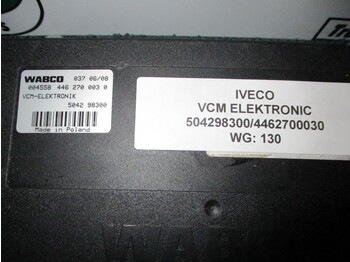 WABCO 037 06/08
004558 446 270 003 0
VCM-ELEKTRONIK
5042 98300
Made in Poland
IVECO
VCM ELEKTRONIC
504298300/4462700030
WG: 130
WABCO